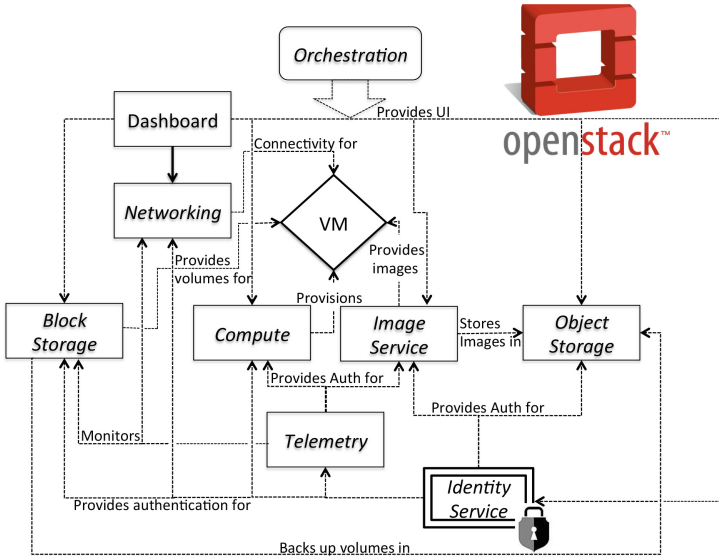 Orchestration
Provides UI
openstack™
Dashboard
Connectivity for
Networking
VM
Provides
volumes for
Provides
images
Provisions
Block
Storage
Compute
Image
Service
Stores
Images in
Object
Storage
Provides Auth for
Provides Auth for
Monitors
Telemetry
Identity
Service
Provides authentication for
Backs up volumes in